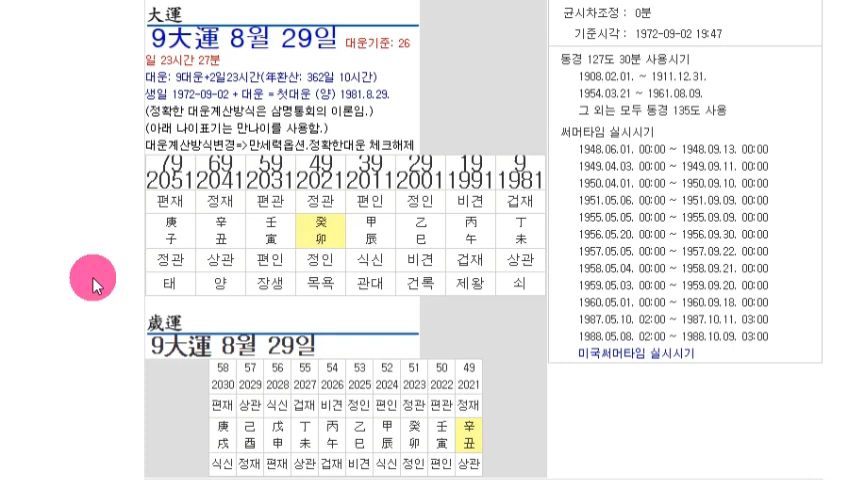 大運
9大運 8월 29일 대운기준: 26
일 23시간 27분
대운: 9대운+2일23시간(年환산: 362일 10시간)
생일 1972-09-02 + 대운 = 첫대운 (양) 1981.8.29.
(정확한 대운계산방식은 삼명통회의 이론임.)
(아래 나이표기는 만나이를 사용함.)
대운계산방식변경=>만세력옵션.정확한대운 체크해제
79 69 59 49 39 29 19 9
2051 2041 2031 2021 2011 2001 1991 1981
편재 정재 편관 정관 편인 정인 비견 겁재
庚 辛 壬 癸 甲 乙 丙 丁
子 丑 寅 卯 辰 巳 午 未
정관 상관 편인 정인 식신 비견 겁재 상관
태 양 장생 목욕 관대 건록 제왕 쇠
歲運
9大運 8월 29일
58 57 56 55 54 53 52 51 50 49
2030 2029 2028 2027 2026 2025 2024 2023 2022 2021
편재 상관 식신 겁재 비견 정인 편인 정관 편관 정재
庚 己 戊 丁 丙 乙 甲 癸 壬 辛
戌 酉 申 未 午 巳 辰 卯 寅 丑
식신 정재 편재 상관 겁재 비견 식신 정인 편인 상관
균시차조정 : 0분
기준시각 : 1972-09-02 19:47
동경 127도 30분 사용시기
1908.02.01. ~ 1911.12.31.
1954.03.21 ~ 1961.08.09.
그 외는 모두 동경 135도 사용
써머타임 실시시기
1948.06.01. 00:00 ~ 1948.09.13. 00:00
1949.04.03. 00:00 ~ 1949.09.11. 00:00
1950.04.01. 00:00 ~ 1950.09.10. 00:00
1951.05.06. 00:00 ~ 1951.09.09. 00:00
1955.05.05. 00:00 ~ 1955.09.09. 00:00
1956.05.20. 00:00 ~ 1956.09.30. 00:00
1957.05.05. 00:00 ~ 1957.09.22. 00:00
1958.05.04. 00:00 ~ 1958.09.21. 00:00
1959.05.03. 00:00 ~ 1959.09.20. 00:00
1960.05.01. 00:00 ~ 1960.09.18. 00:00
1987.05.10. 02:00 ~ 1987.10.11. 03:00
1988.05.08. 02:00 ~ 1988.10.09. 03:00
미국써머타임 실시시기